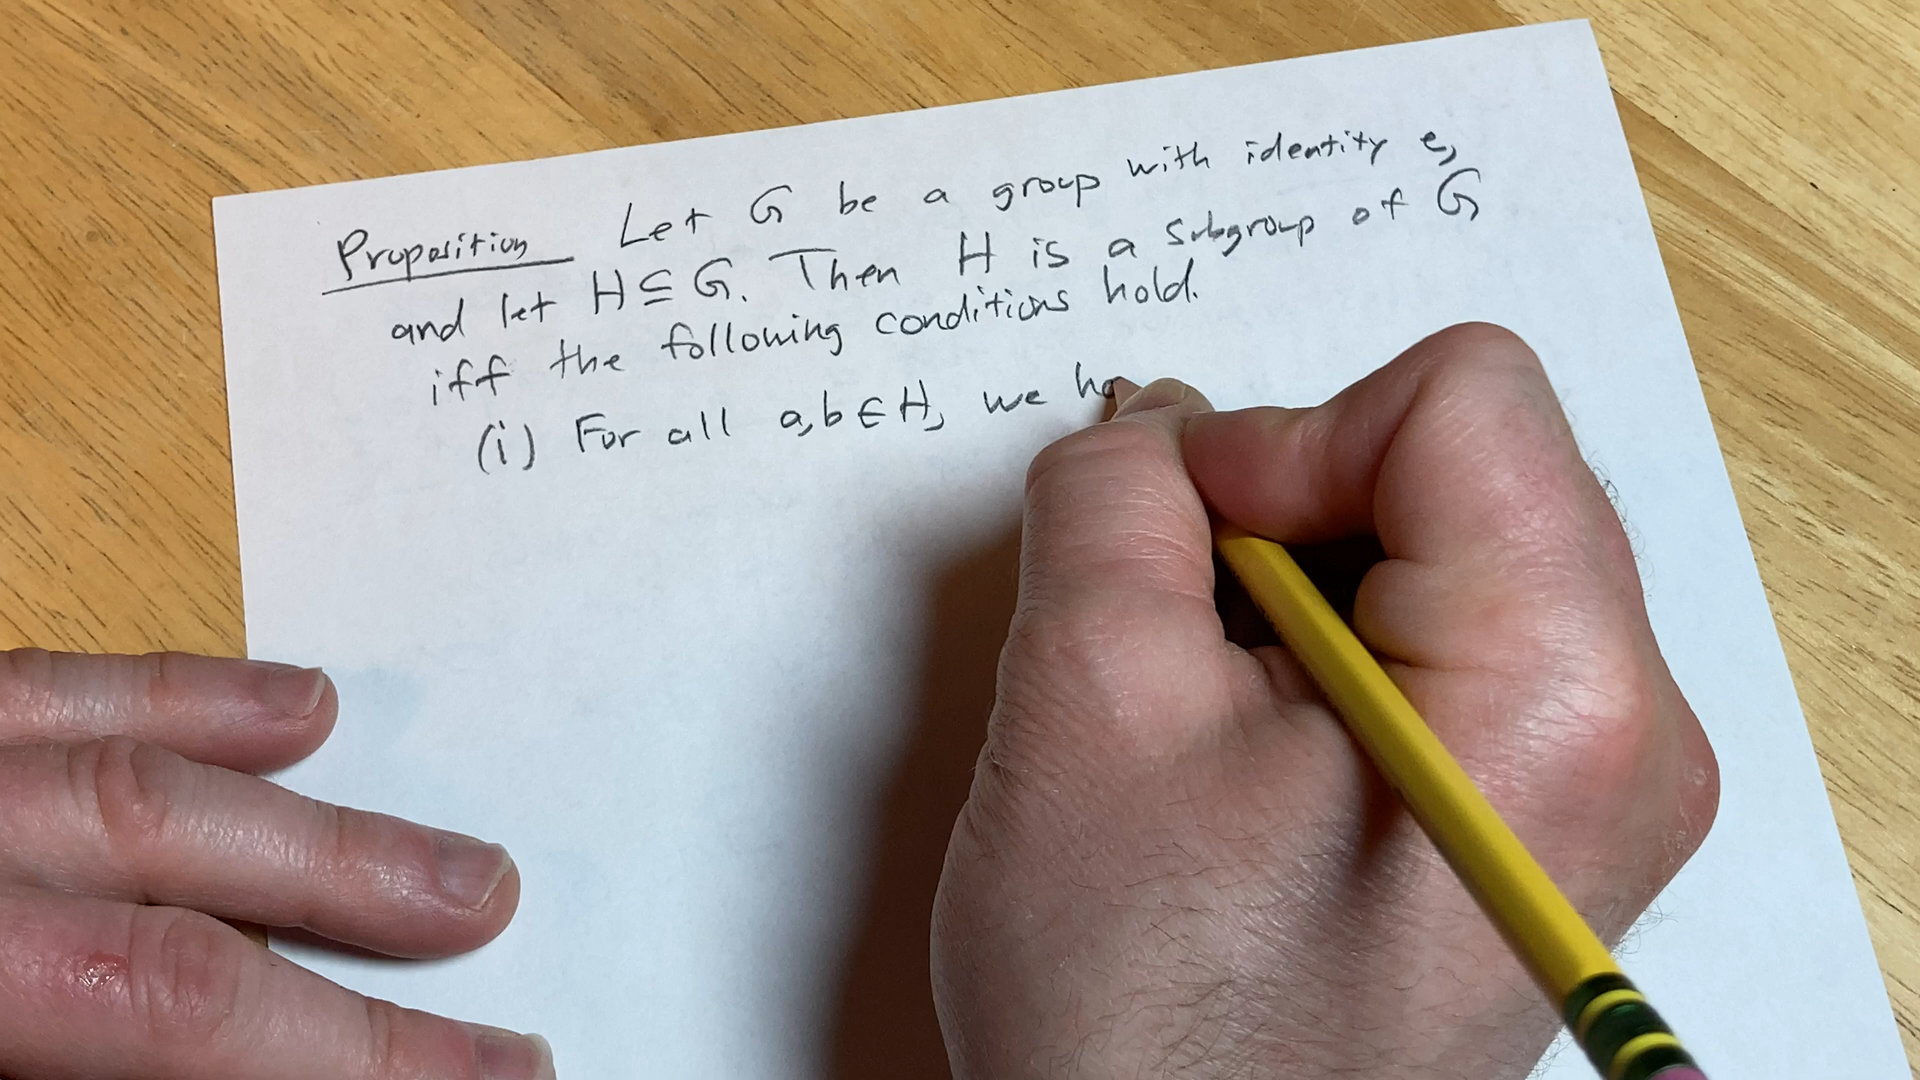 Proposition Let G be a group with identity e,
and let H ⊆ G. Then H is a subgroup of G
iff the following conditions hold.
(i) For all a, b ∈ H, we ha